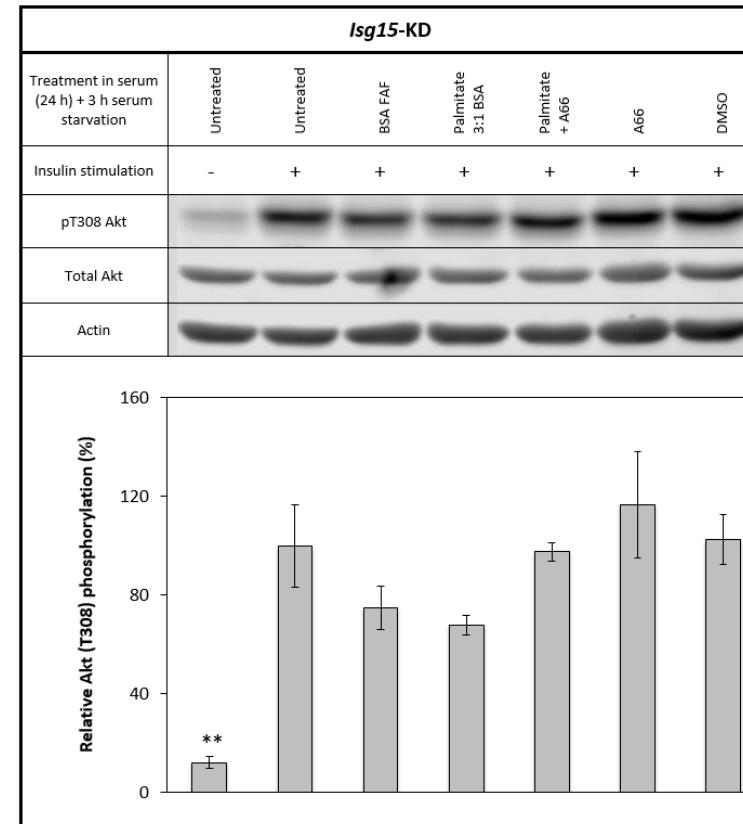 Isg15-KD
Treatment in serum
(24 h) + 3 h serum
starvation
Untreated
Untreated
BSA FAF
Palmitate
3:1 BSA
Palmitate
+ A66
A66
DMSO
Insulin stimulation - + + + + + +
pT308 Akt
Total Akt
Actin
Relative Akt (T308) phosphorylation (%)
160
120
80
40
0
**